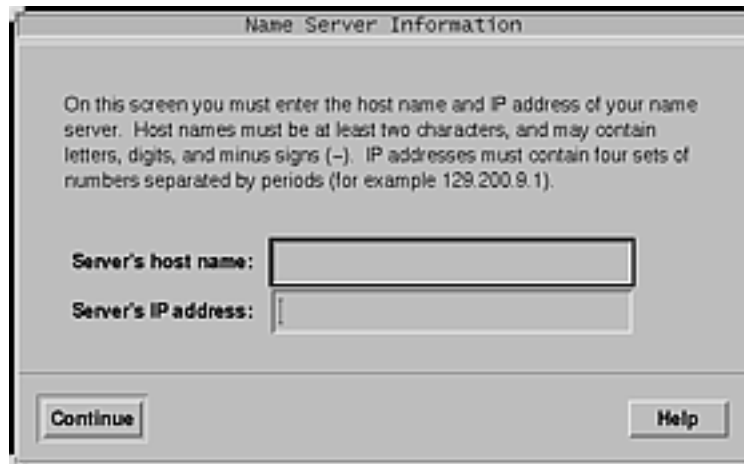 Name Server Information
On this screen you must enter the host name and IP address of your name
server. Host names must be at least two characters, and may contain
letters, digits, and minus signs (−). IP addresses must contain four sets of
numbers separated by periods (for example 129.200.9.1).
Server's host name:
Server's IP address:
Continue
Help